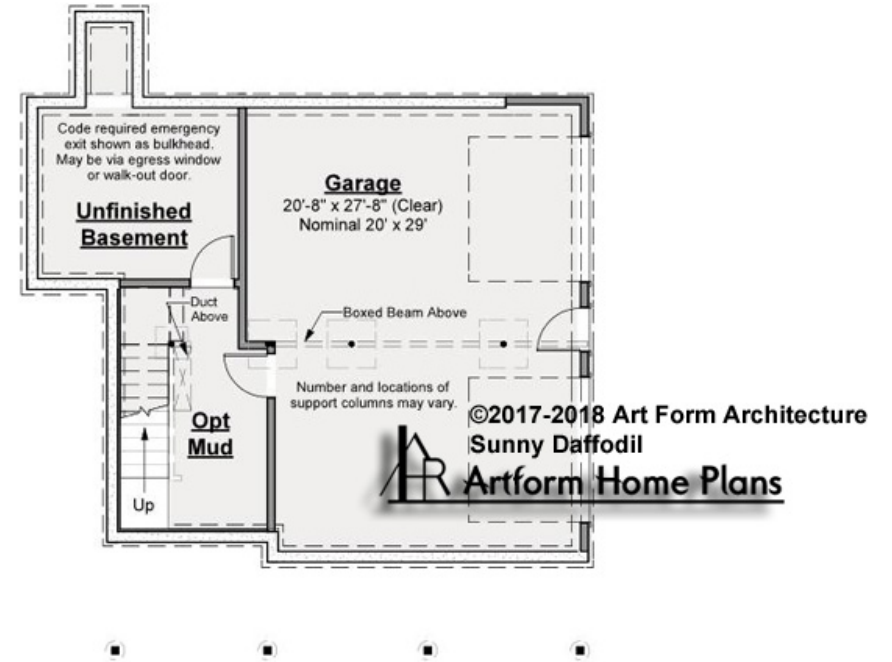 Code required emergency
exit shown as bulkhead.
May be via egress window
or walk-out door.
Unfinished
Basement
Garage
20'-8" x 27'-8" (Clear)
Nominal 20' x 29'
Duct
Above
Boxed Beam Above
Number and locations of
support columns may vary.
Opt
Mud
Up
©2017-2018 Art Form Architecture
Sunny Daffodil
Artform Home Plans